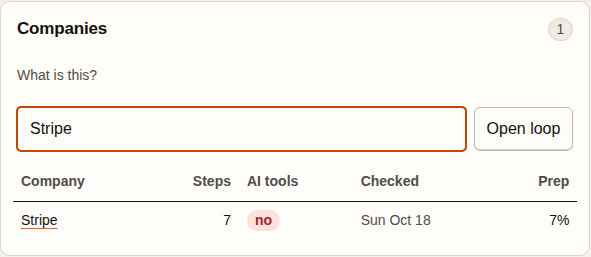 Companies 1
What is this?
Stripe Open loop
Company Steps AI tools Checked Prep
Stripe 7 no Sun Oct 18 7%